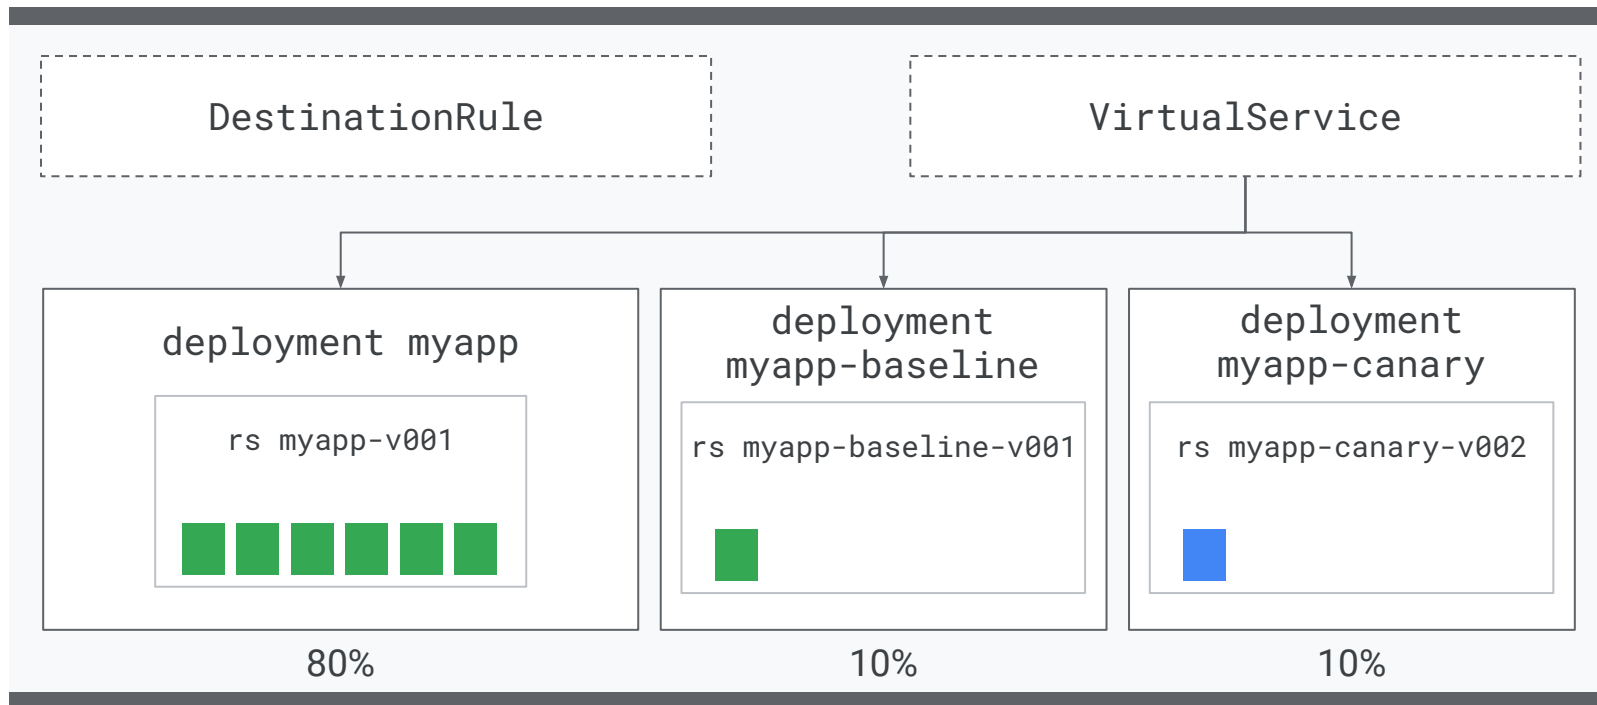 DestinationRule
VirtualService
deployment myapp
rs myapp-v001
80%
deployment
myapp-baseline
rs myapp-baseline-v001
10%
deployment
myapp-canary
rs myapp-canary-v002
10%